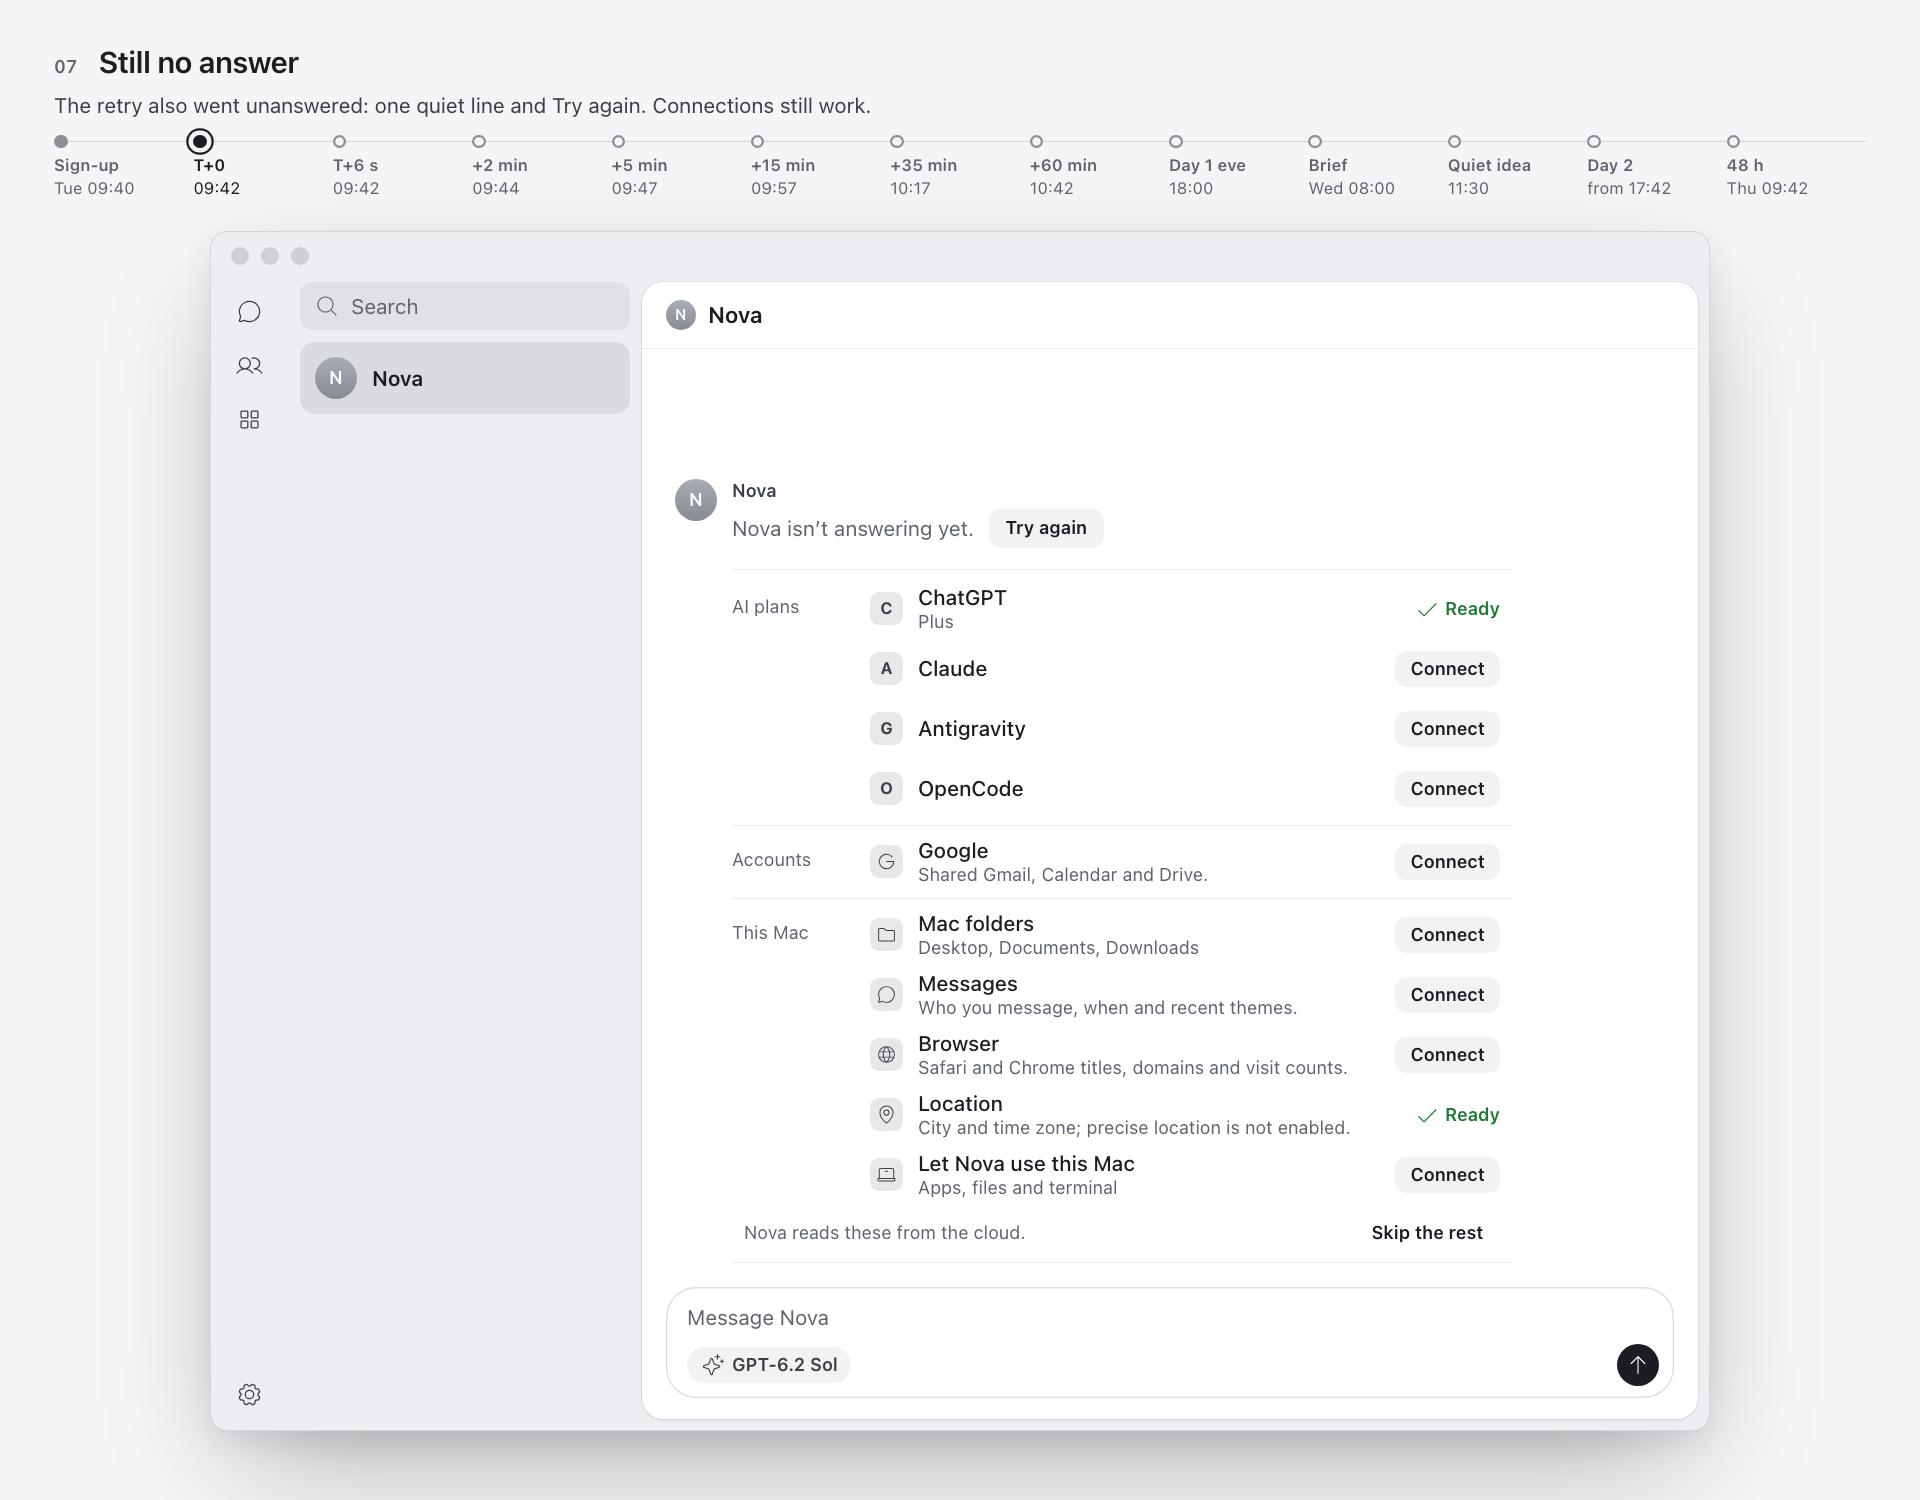 07 Still no answer
The retry also went unanswered: one quiet line and Try again. Connections still work.
Sign-up T+0 T+6 s +2 min +5 min +15 min +35 min +60 min Day 1 eve Brief Quiet idea Day 2 48 h
Tue 09:40 09:42 09:42 09:44 09:47 09:57 10:17 10:42 18:00 Wed 08:00 11:30 from 17:42 Thu 09:42
Search
N Nova
N Nova
N Nova
Nova isn’t answering yet. Try again
AI plans
C ChatGPT
Plus
Ready
A Claude Connect
G Antigravity Connect
O OpenCode Connect
Accounts
Google
Shared Gmail, Calendar and Drive.
Connect
This Mac
Mac folders
Desktop, Documents, Downloads
Connect
Messages
Who you message, when and recent themes.
Connect
Browser
Safari and Chrome titles, domains and visit counts.
Connect
Location
City and time zone; precise location is not enabled.
Ready
Let Nova use this Mac
Apps, files and terminal
Connect
Nova reads these from the cloud. Skip the rest
Message Nova
GPT-6.2 Sol